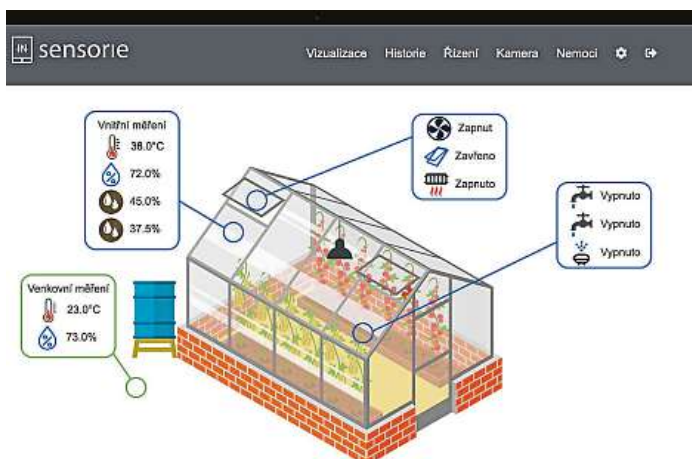 IN sensorie
Vizualizace Historie Řízení Kamera Nemoci
Vnitřní měření
36.0°C
72.0%
45.0%
37.5%
Zapnut
Zavřeno
Zapnuto
Vypnuto
Vypnuto
Vypnuto
Venkovní měření
23.0°C
%
73.0%